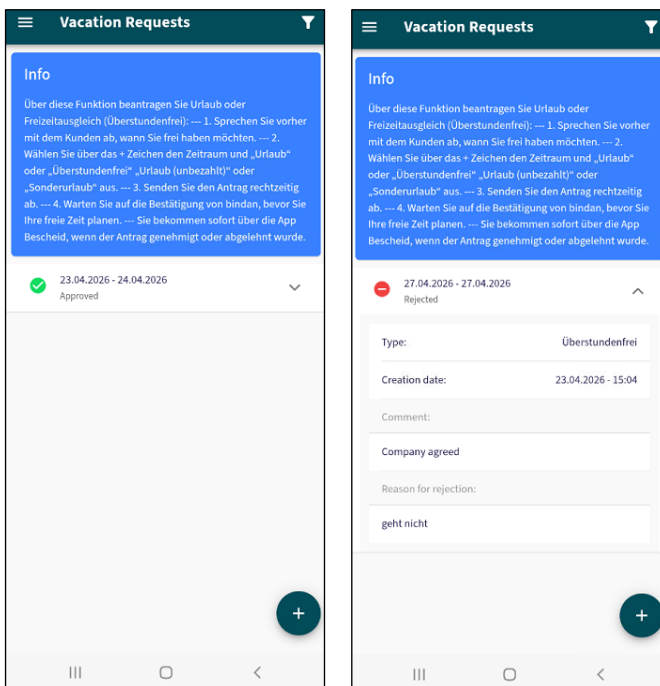 Vacation Requests
Info
Über diese Funktion beantragen Sie Urlaub oder
Freizeitausgleich (Überstundenfrei): --- 1. Sprechen Sie vorher
mit dem Kunden ab, wann Sie frei haben möchten. --- 2.
Wählen Sie über das + Zeichen den Zeitraum und „Urlaub“
oder „Überstundenfrei“ „Urlaub (unbezahlt)“ oder
„Sonderurlaub“ aus. --- 3. Senden Sie den Antrag rechtzeitig
ab. --- 4. Warten Sie auf die Bestätigung von bindan, bevor Sie
Ihre freie Zeit planen. --- Sie bekommen sofort über die App
Bescheid, wenn der Antrag genehmigt oder abgelehnt wurde.
23.04.2026 - 24.04.2026
Approved
+
Vacation Requests
Info
Über diese Funktion beantragen Sie Urlaub oder
Freizeitausgleich (Überstundenfrei): --- 1. Sprechen Sie vorher
mit dem Kunden ab, wann Sie frei haben möchten. --- 2.
Wählen Sie über das + Zeichen den Zeitraum und „Urlaub“
oder „Überstundenfrei“ „Urlaub (unbezahlt)“ oder
„Sonderurlaub“ aus. --- 3. Senden Sie den Antrag rechtzeitig
ab. --- 4. Warten Sie auf die Bestätigung von bindan, bevor Sie
Ihre freie Zeit planen. --- Sie bekommen sofort über die App
Bescheid, wenn der Antrag genehmigt oder abgelehnt wurde.
27.04.2026 - 27.04.2026
Rejected
Type: Überstundenfrei
Creation date: 23.04.2026 - 15:04
Comment:
Company agreed
Reason for rejection:
geht nicht
+